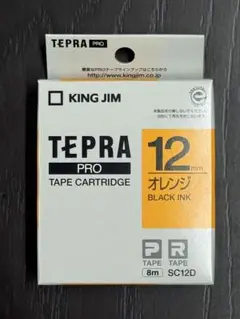 TEPRA PRO
http://www.kingjim.co.jp
KING JIM
TEPRA
PRO
TAPE CARTRIDGE
12mm
オレンジ
BLACK INK
P R
TAPE TAPE
8m SC12D